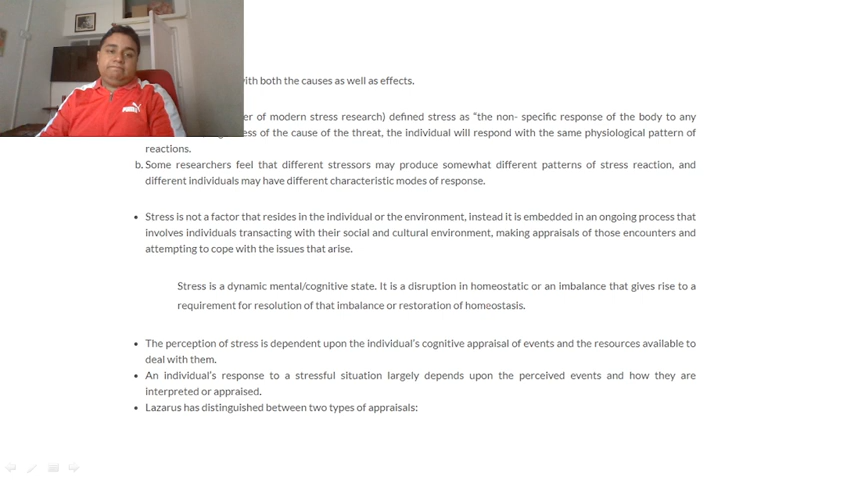 PUMA
with both the causes as well as effects.
er of modern stress research) defined stress as “the non- specific response of the body to any
ess of the cause of the threat, the individual will respond with the same physiological pattern of
reactions.
b. Some researchers feel that different stressors may produce somewhat different patterns of stress reaction, and
different individuals may have different characteristic modes of response.
• Stress is not a factor that resides in the individual or the environment, instead it is embedded in an ongoing process that
involves individuals transacting with their social and cultural environment, making appraisals of those encounters and
attempting to cope with the issues that arise.
Stress is a dynamic mental/cognitive state. It is a disruption in homeostatic or an imbalance that gives rise to a
requirement for resolution of that imbalance or restoration of homeostasis.
• The perception of stress is dependent upon the individual’s cognitive appraisal of events and the resources available to
deal with them.
• An individual’s response to a stressful situation largely depends upon the perceived events and how they are
interpreted or appraised.
• Lazarus has distinguished between two types of appraisals: